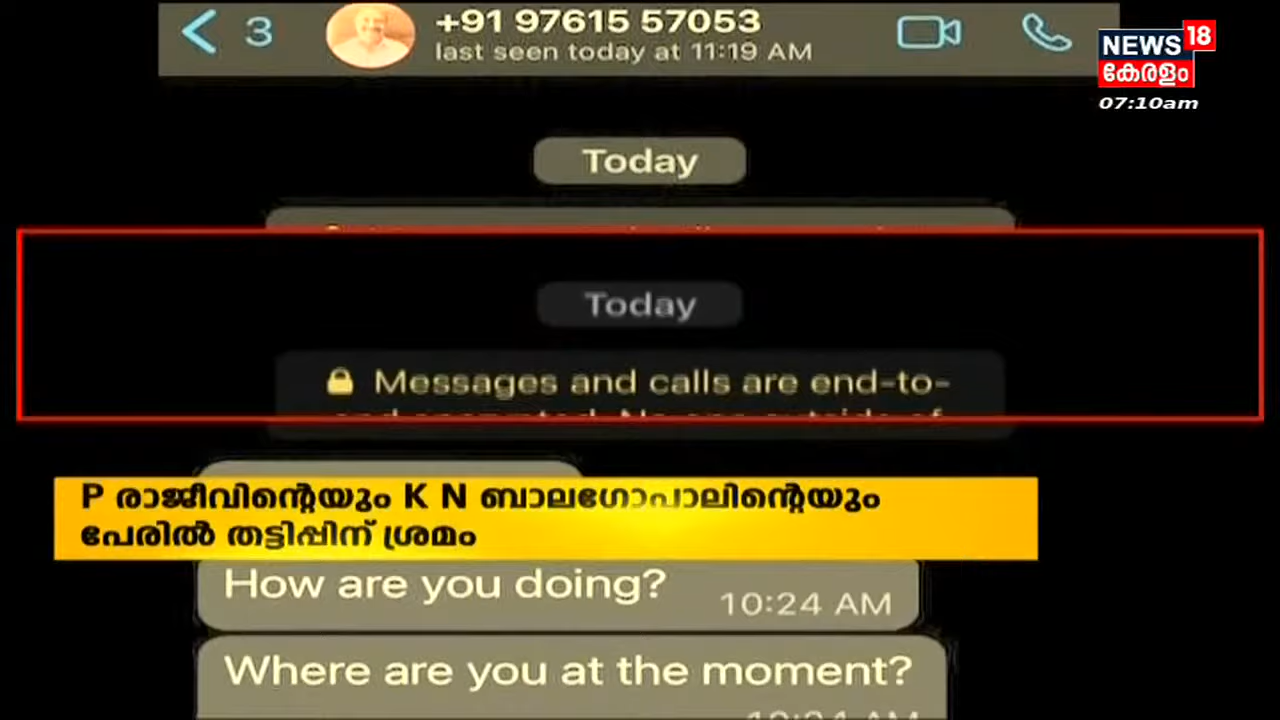 3
+91 97615 57053
last seen today at 11:19 AM
NEWS 18
കേരളം
07:10am
Today
Today
Messages and calls are end-to-
P രാജീവിന്റെയും K N ബാലഗോപാലിന്റെയും
പേരിൽ തട്ടിപ്പിന് ശ്രമം
How are you doing?
10:24 AM
Where are you at the moment?